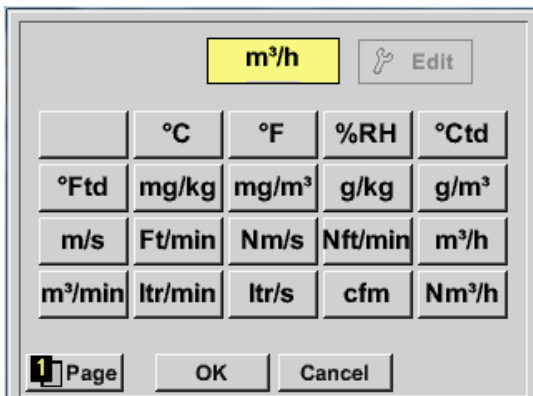 m³/h Edit
°C °F %RH °Ctd
°Ftd mg/kg mg/m³ g/kg g/m³
m/s Ft/min Nm/s Nft/min m³/h
m³/min ltr/min ltr/s cfm Nm³/h
1 Page OK Cancel